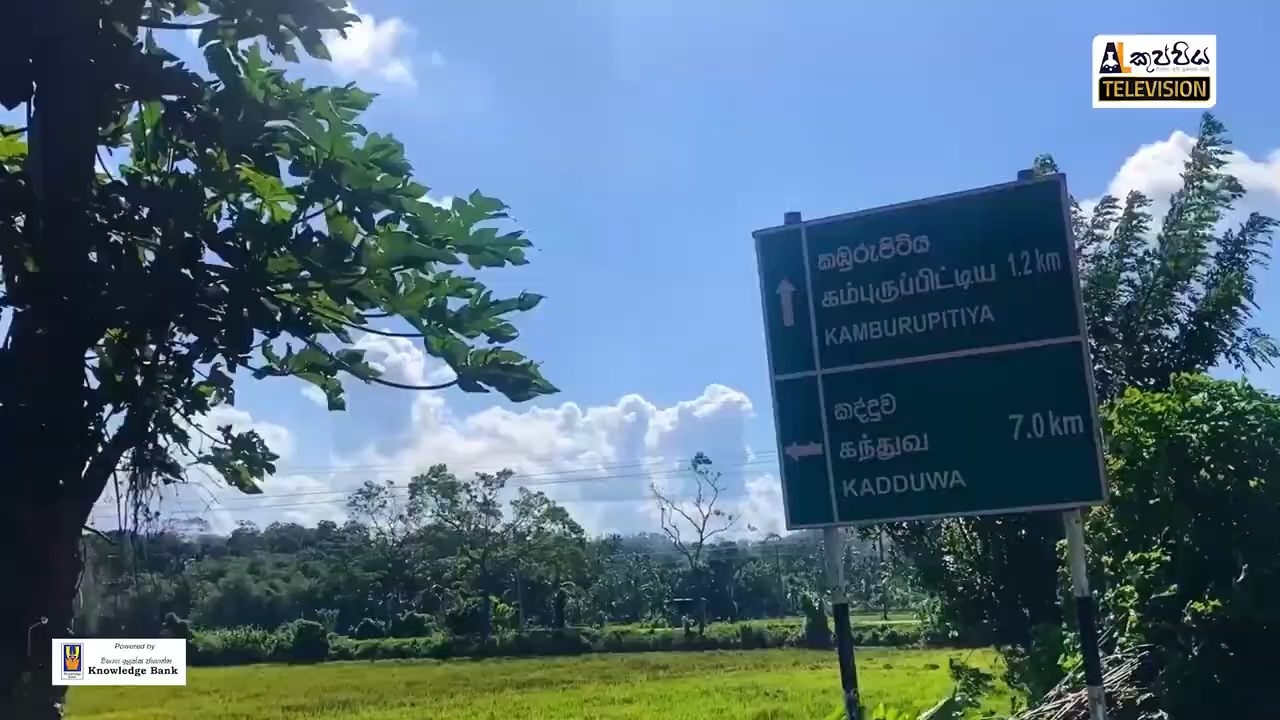 AL කුප්පිය
TELEVISION
කඹුරුපිටිය
கம்புருப்பிட்டிய 1.2 km
KAMBURUPITIYA
කද්දුව
கந்துவ 7.0 km
KADDUWA
Powered by
Knowledge Bank